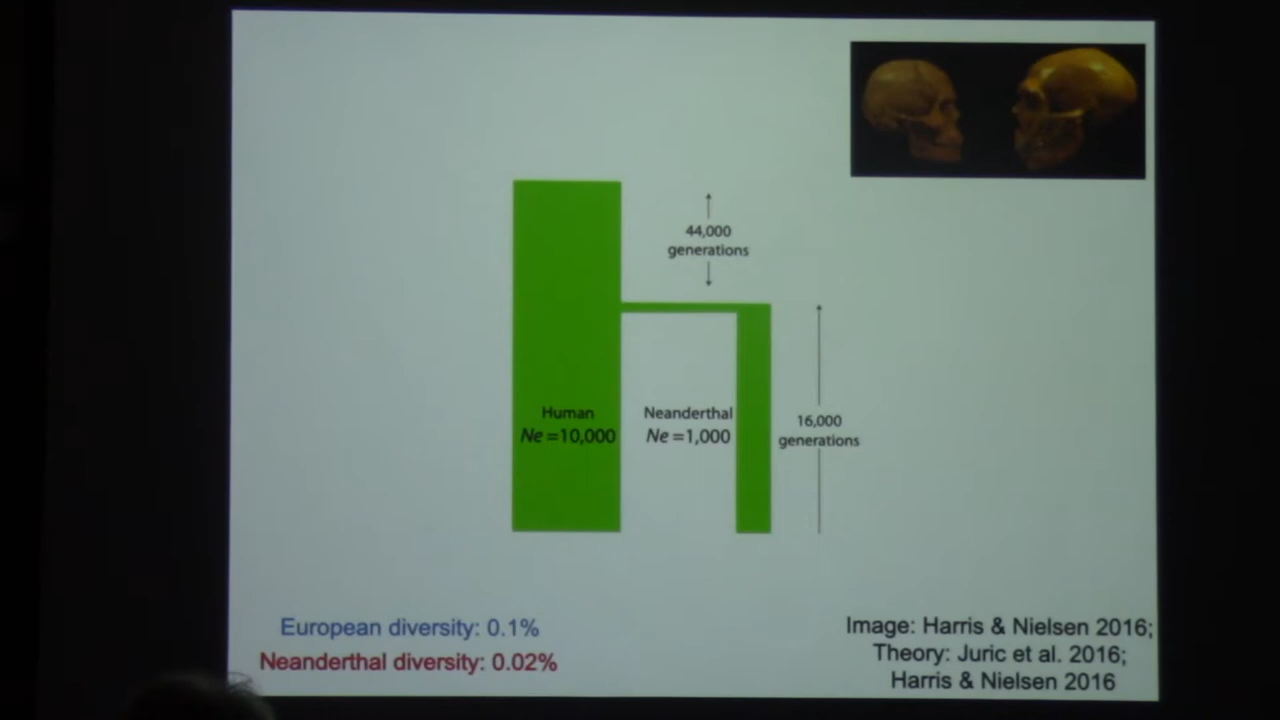 44,000
generations
Human
Ne =10,000
Neanderthal
Ne =1,000
16,000
generations
European diversity: 0.1%
Neanderthal diversity: 0.02%
Image: Harris & Nielsen 2016;
Theory: Juric et al. 2016;
Harris & Nielsen 2016